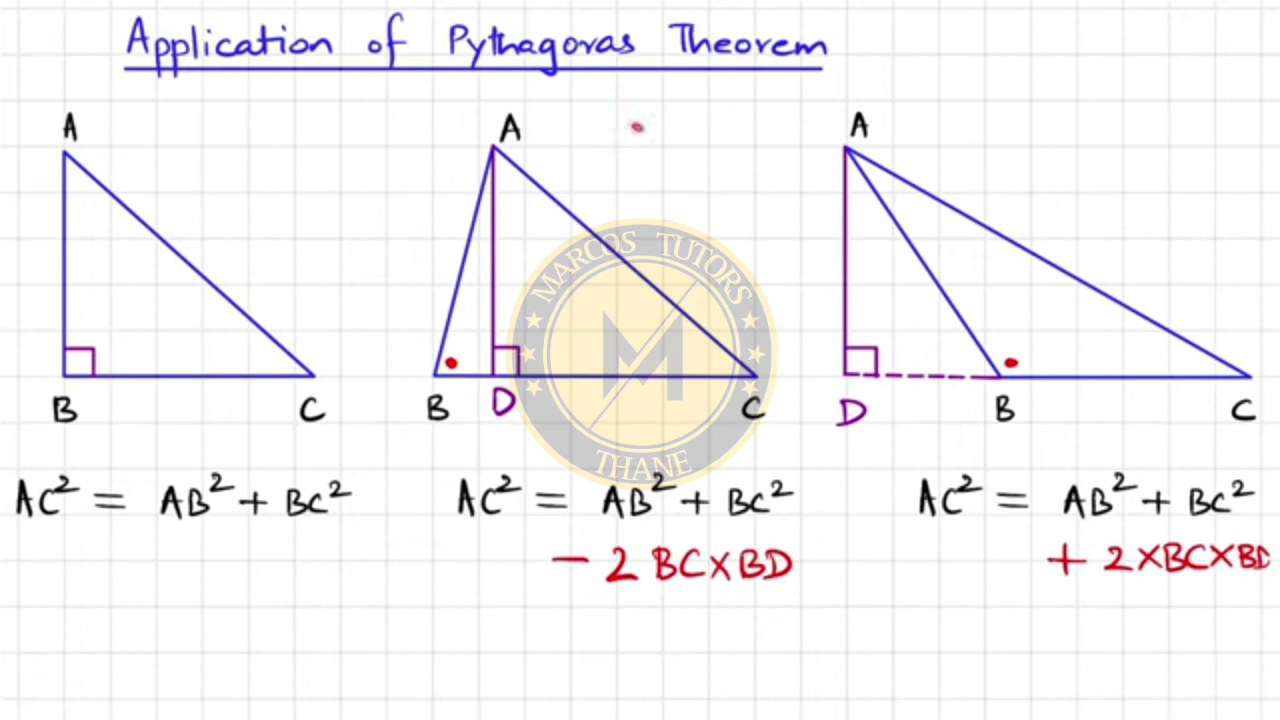 Application of Pythagoras Theorem
A
A
A
MARCOS TUTORS
M
THANE
B
C
B
D
C
D
B
C
AC² = AB² + BC²
AC² = AB² + BC²
- 2 BC×BD
AC² = AB² + BC²
+ 2×BC×BD